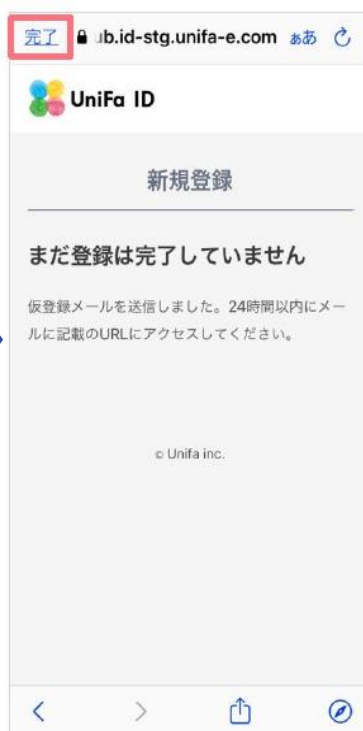 完了 ub.id-stg.unifa-e.com ぁあ
UniFa ID
新規登録
まだ登録は完了していません
仮登録メールを送信しました。24時間以内にメー
ルに記載のURLにアクセスしてください。
© Unifa inc.